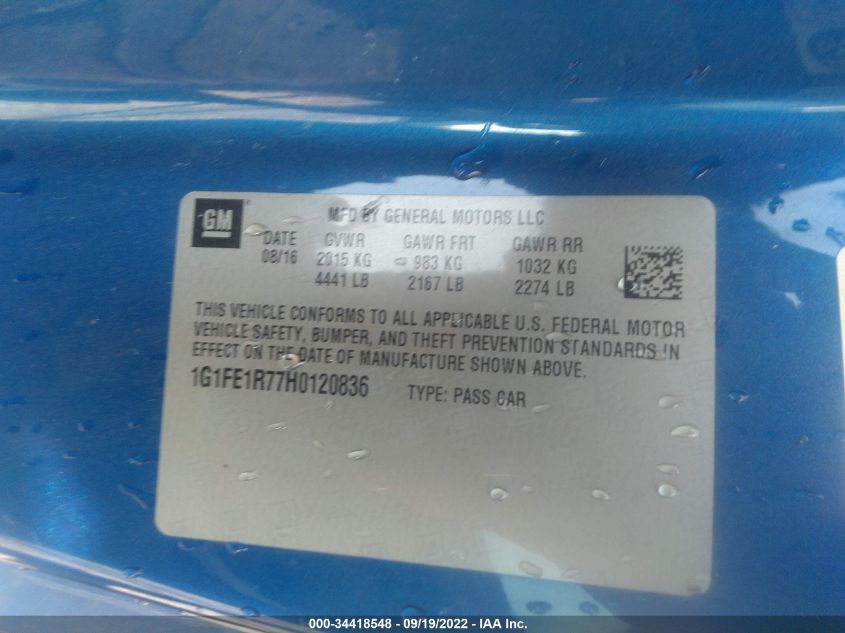 GM
MFD BY GENERAL MOTORS LLC
DATE GVWR GAWR FRT GAWR RR
08/16 2015 KG 983 KG 1032 KG
4441 LB 2167 LB 2274 LB
THIS VEHICLE CONFORMS TO ALL APPLICABLE U.S. FEDERAL MOTOR
VEHICLE SAFETY, BUMPER, AND THEFT PREVENTION STANDARDS IN
EFFECT ON THE DATE OF MANUFACTURE SHOWN ABOVE.
1G1FE1R77H0120836 TYPE: PASS CAR
000-34418548 - 09/19/2022 - IAA Inc.